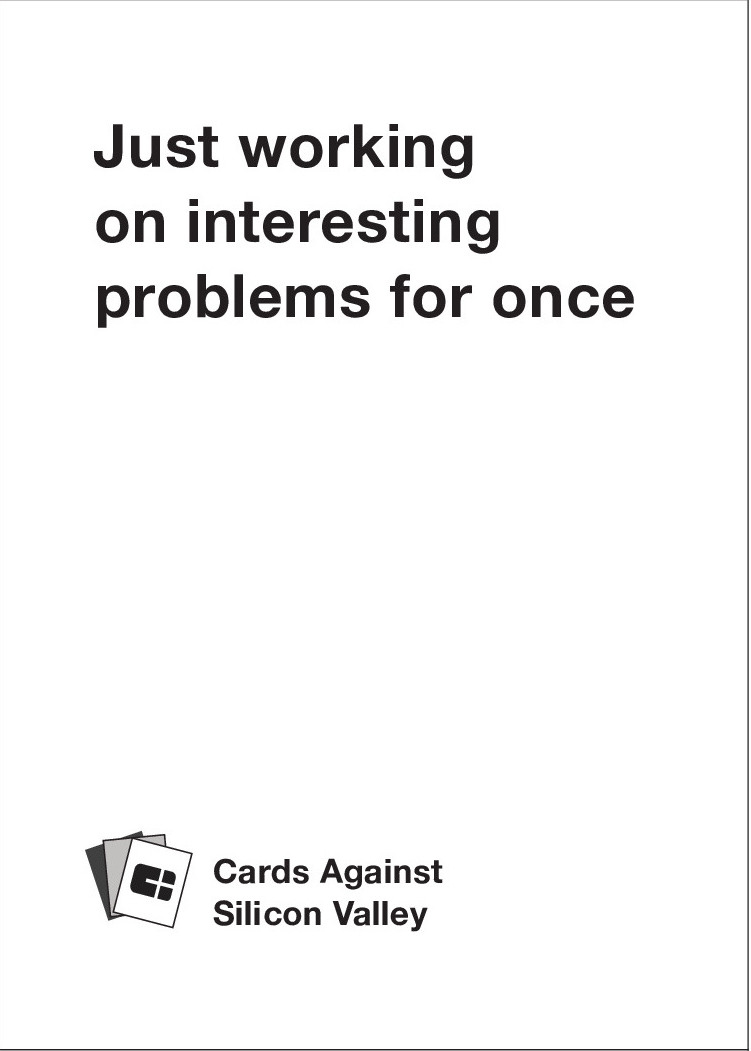 Just working
on interesting
problems for once
Cards Against
Silicon Valley